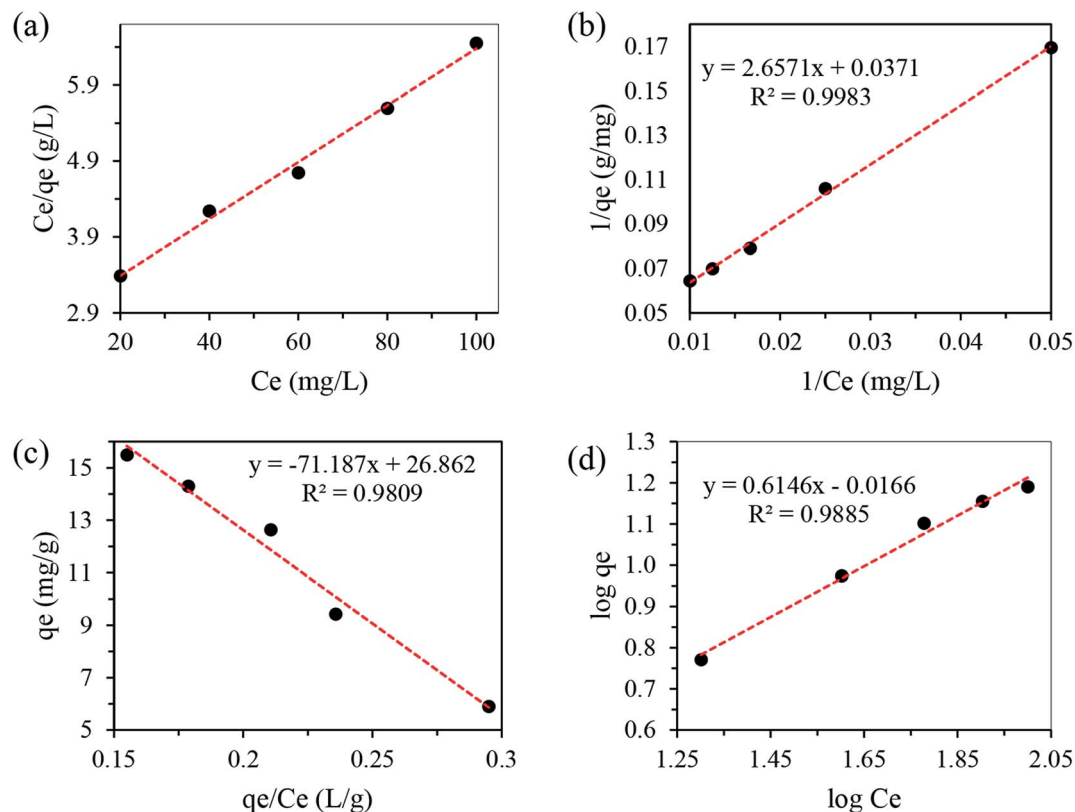 (a)
5.9
4.9
3.9
2.9
Ce/qe (g/L)
20 40 60 80 100
Ce (mg/L)
(b)
y = 2.6571x + 0.0371
R² = 0.9983
0.17
0.15
0.13
0.11
0.09
0.07
0.05
1/qe (g/mg)
0.01 0.02 0.03 0.04 0.05
1/Ce (mg/L)
(c)
y = -71.187x + 26.862
R² = 0.9809
15
13
11
9
7
5
qe (mg/g)
0.15 0.2 0.25 0.3
qe/Ce (L/g)
(d)
y = 0.6146x - 0.0166
R² = 0.9885
1.3
1.2
1.1
1.0
0.9
0.8
0.7
0.6
log qe
1.25 1.45 1.65 1.85 2.05
log Ce